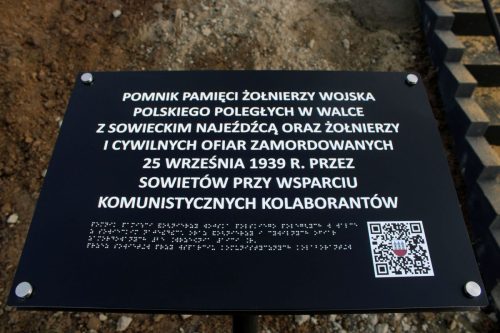 POMNIK PAMIĘCI ŻOŁNIERZY WOJSKA
POLSKIEGO POLEGŁYCH W WALCE
Z SOWIECKIM NAJEŹDŹCĄ ORAZ ŻOŁNIERZY
I CYWILNYCH OFIAR ZAMORDOWANYCH
25 WRZEŚNIA 1939 R. PRZEZ
SOWIETÓW PRZY WSPARCIU
KOMUNISTYCZNYCH KOLABORANTÓW